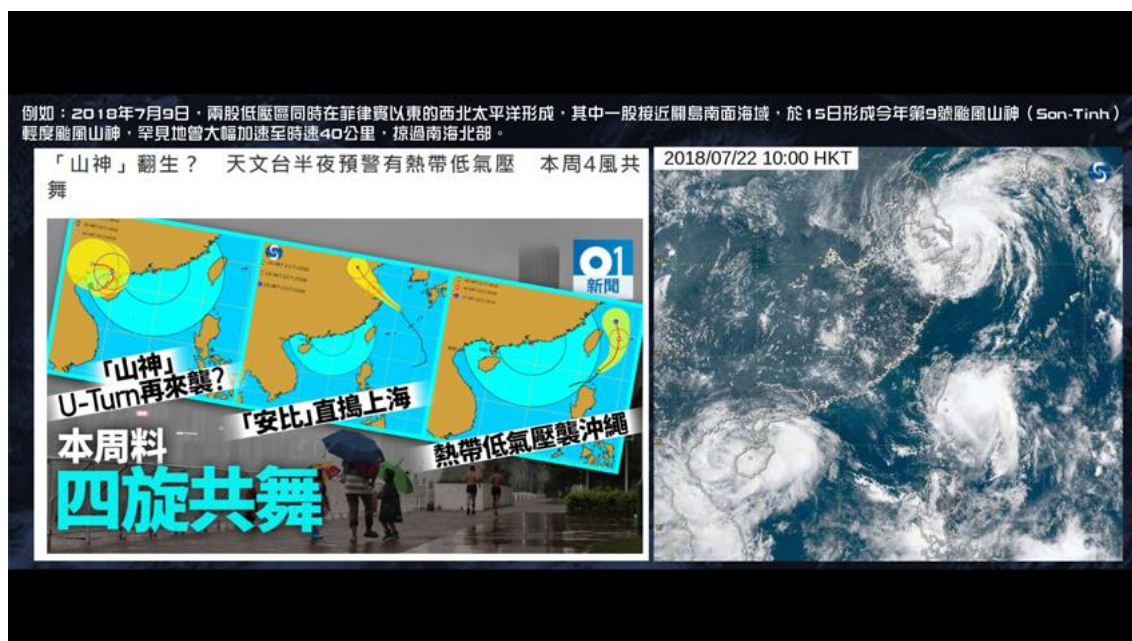 例如：2018年7月9日，兩股低壓區同時在菲律賓以東的西北太平洋形成，其中一股接近關島南面海域，於15日形成今年第9號颱風山神（Son-Tinh）
輕度颱風山神，罕見地曾大幅加速至時速40公里，掠過南海北部。
「山神」翻生？　天文台半夜預警有熱帶低氣壓　本周4風共
舞
01
新聞
「山神」
U-Turn再來襲？
「安比」直搗上海
熱帶低氣壓襲沖繩
本周料
四旋共舞
2018/07/22 10:00 HKT